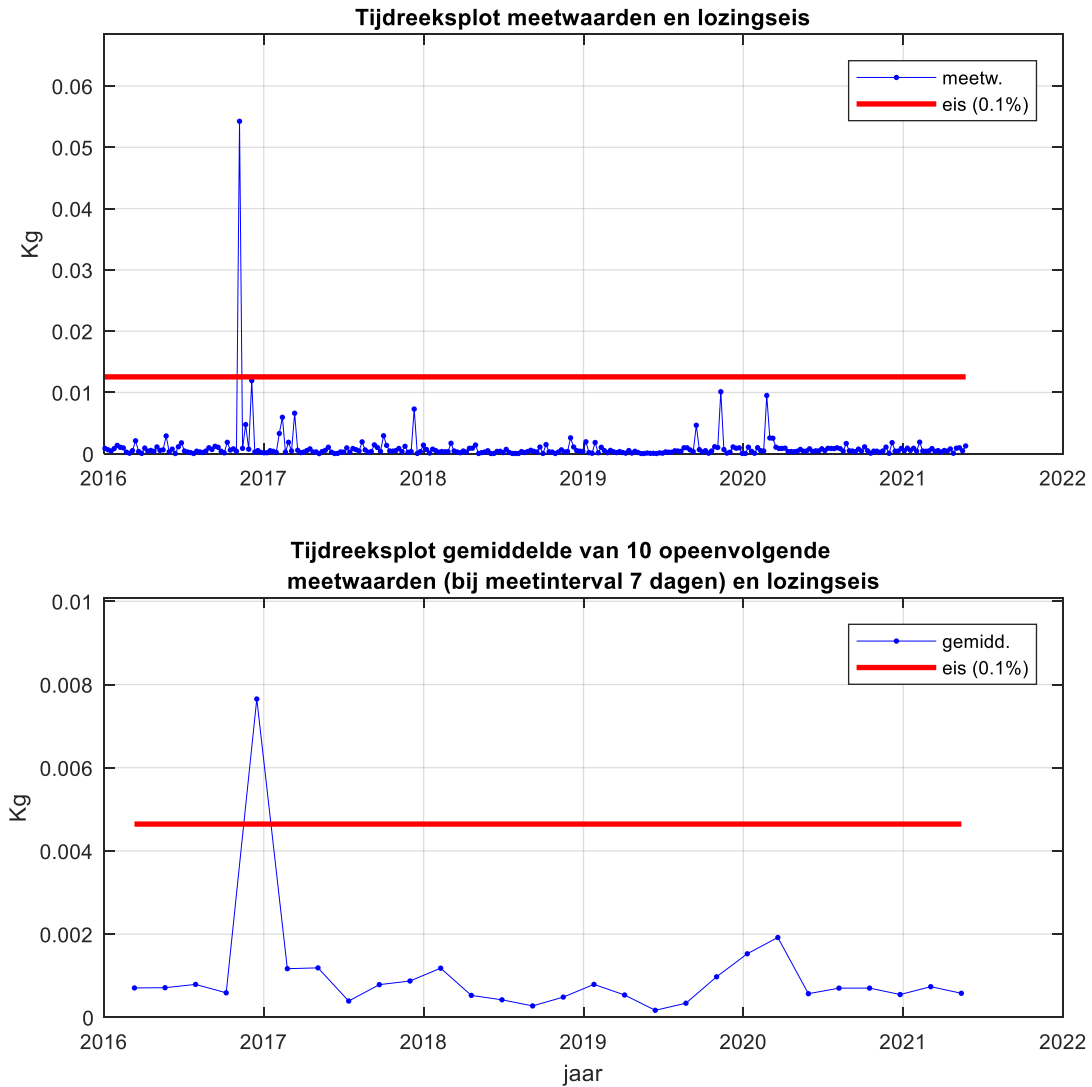 Tijdreeksplot meetwaarden en lozingseis
meetw.
eis (0.1%)
0.06
0.05
0.04
0.03
0.02
0.01
0
Kg
2016 2017 2018 2019 2020 2021 2022
Tijdreeksplot gemiddelde van 10 opeenvolgende
meetwaarden (bij meetinterval 7 dagen) en lozingseis
gemidd.
eis (0.1%)
0.01
0.008
0.006
0.004
0.002
0
Kg
2016 2017 2018 2019 2020 2021 2022
jaar